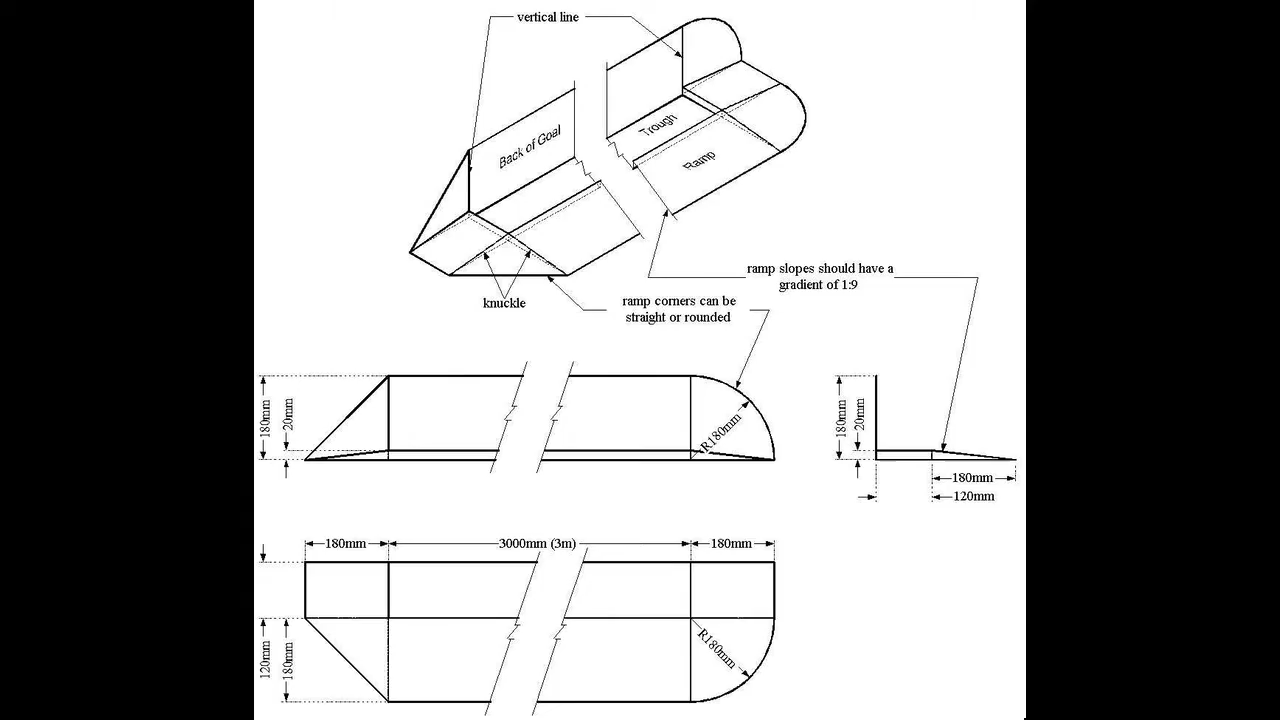 vertical line
Back of Goal
Trough
Ramp
knuckle
ramp slopes should have a
gradient of 1:9
ramp corners can be
straight or rounded
180mm
20mm
R180mm
180mm
20mm
180mm
120mm
180mm
3000mm (3m)
180mm
120mm
180mm
R180mm